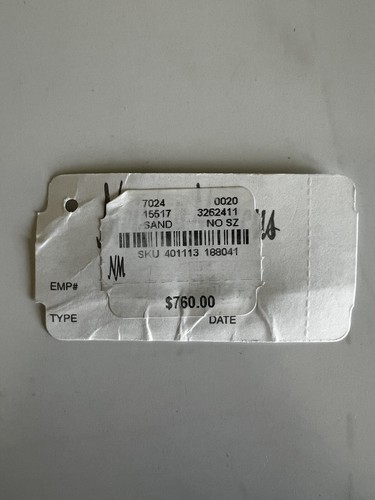 7024 0020
15517 3262411
SAND NO SZ
SKU 401113 188041
NM
$760.00
EMP#
TYPE DATE